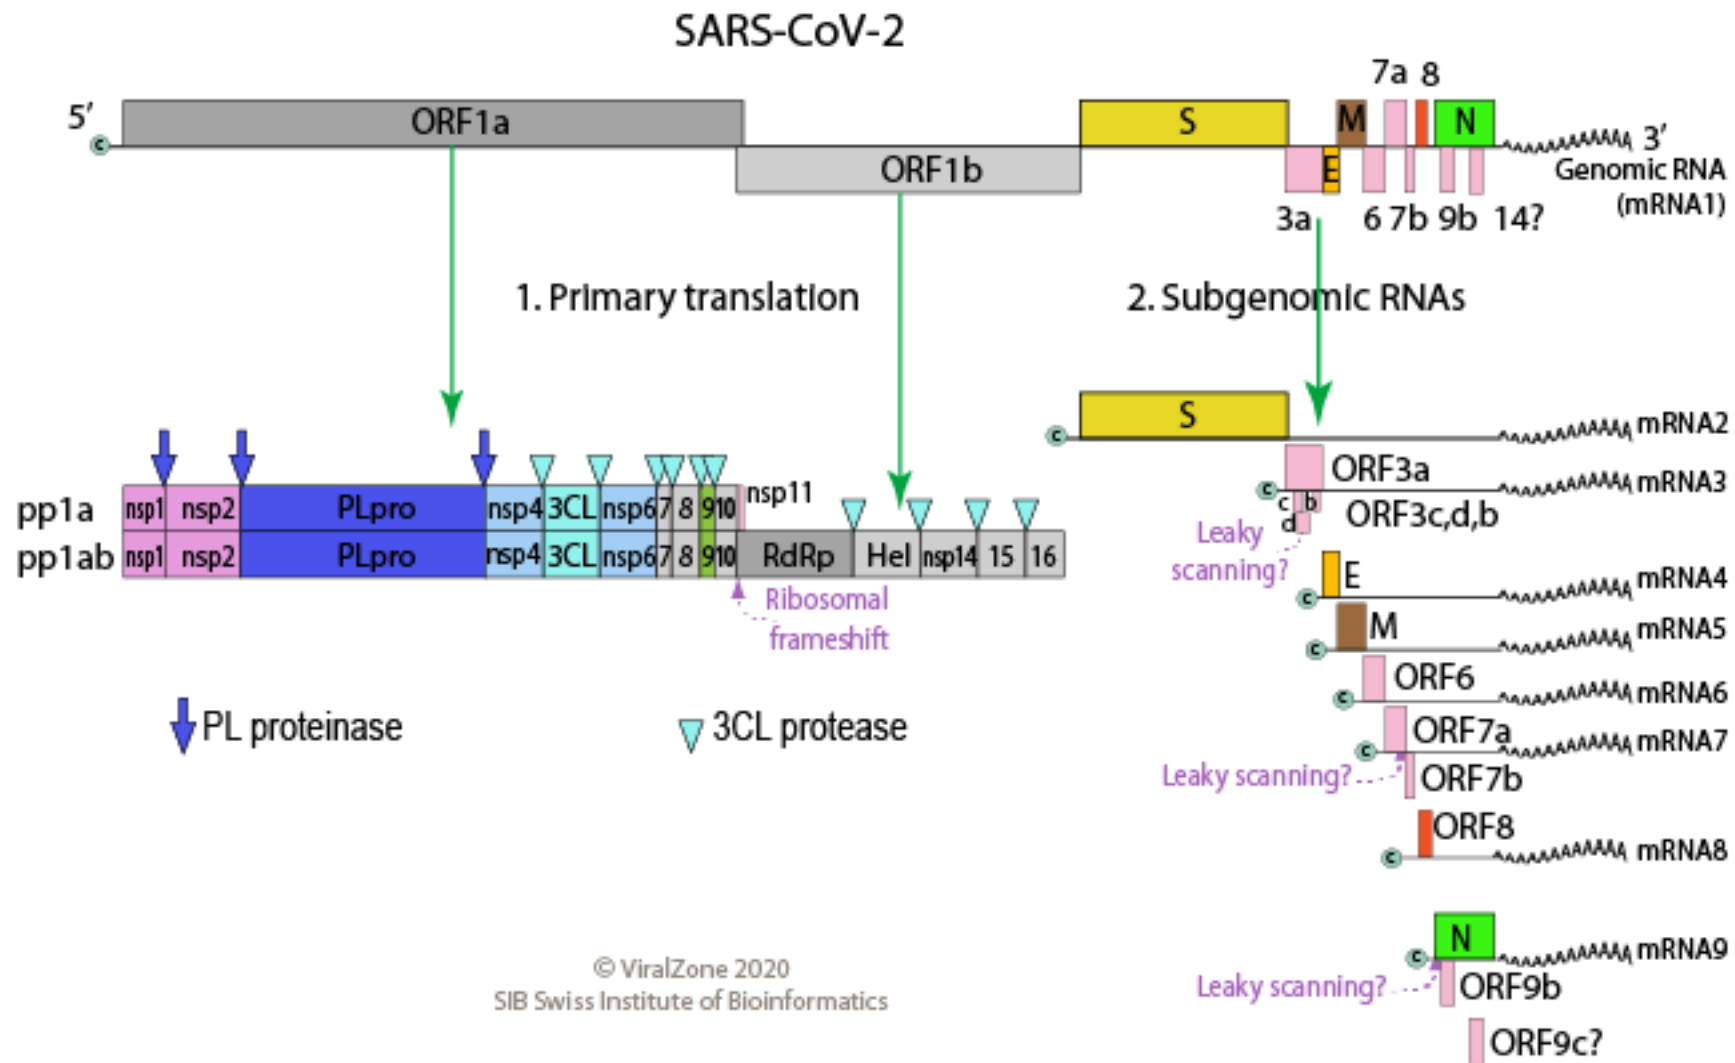 SARS-CoV-2
7a 8
5′ ORF1a S M N
c 3′
ORF1b E Genomic RNA
(mRNA1)
3a 6 7b 9b 14?
1. Primary translation 2. Subgenomic RNAs
S mRNA2
c
ORF3a
c mRNA3
c b ORF3c,d,b
d
Leaky
scanning?
pp1a nsp1 nsp2 PLpro nsp4 3CL nsp6 7 8 9 10 nsp11
pp1ab nsp1 nsp2 PLpro nsp4 3CL nsp6 7 8 9 10 RdRp Hel nsp14 15 16
Ribosomal
frameshift
E mRNA4
c
M mRNA5
c
ORF6 mRNA6
c
PL proteinase 3CL protease
ORF7a mRNA7
c
Leaky scanning? ORF7b
ORF8
c mRNA8
N mRNA9
c
Leaky scanning? ORF9b
ORF9c?
© ViralZone 2020
SIB Swiss Institute of Bioinformatics